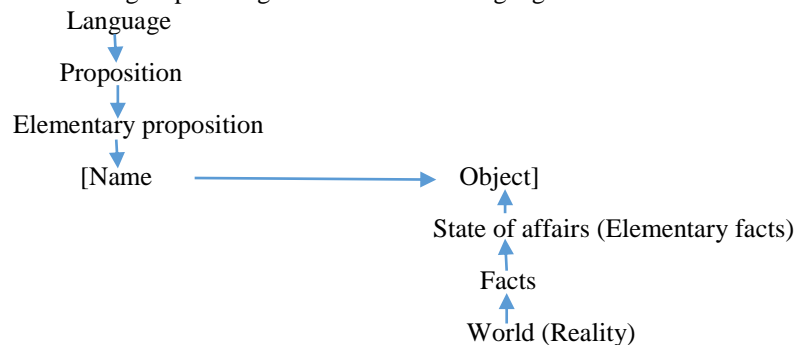 Language
Proposition
Elementary proposition
[Name Object]
State of affairs (Elementary facts)
Facts
World (Reality)